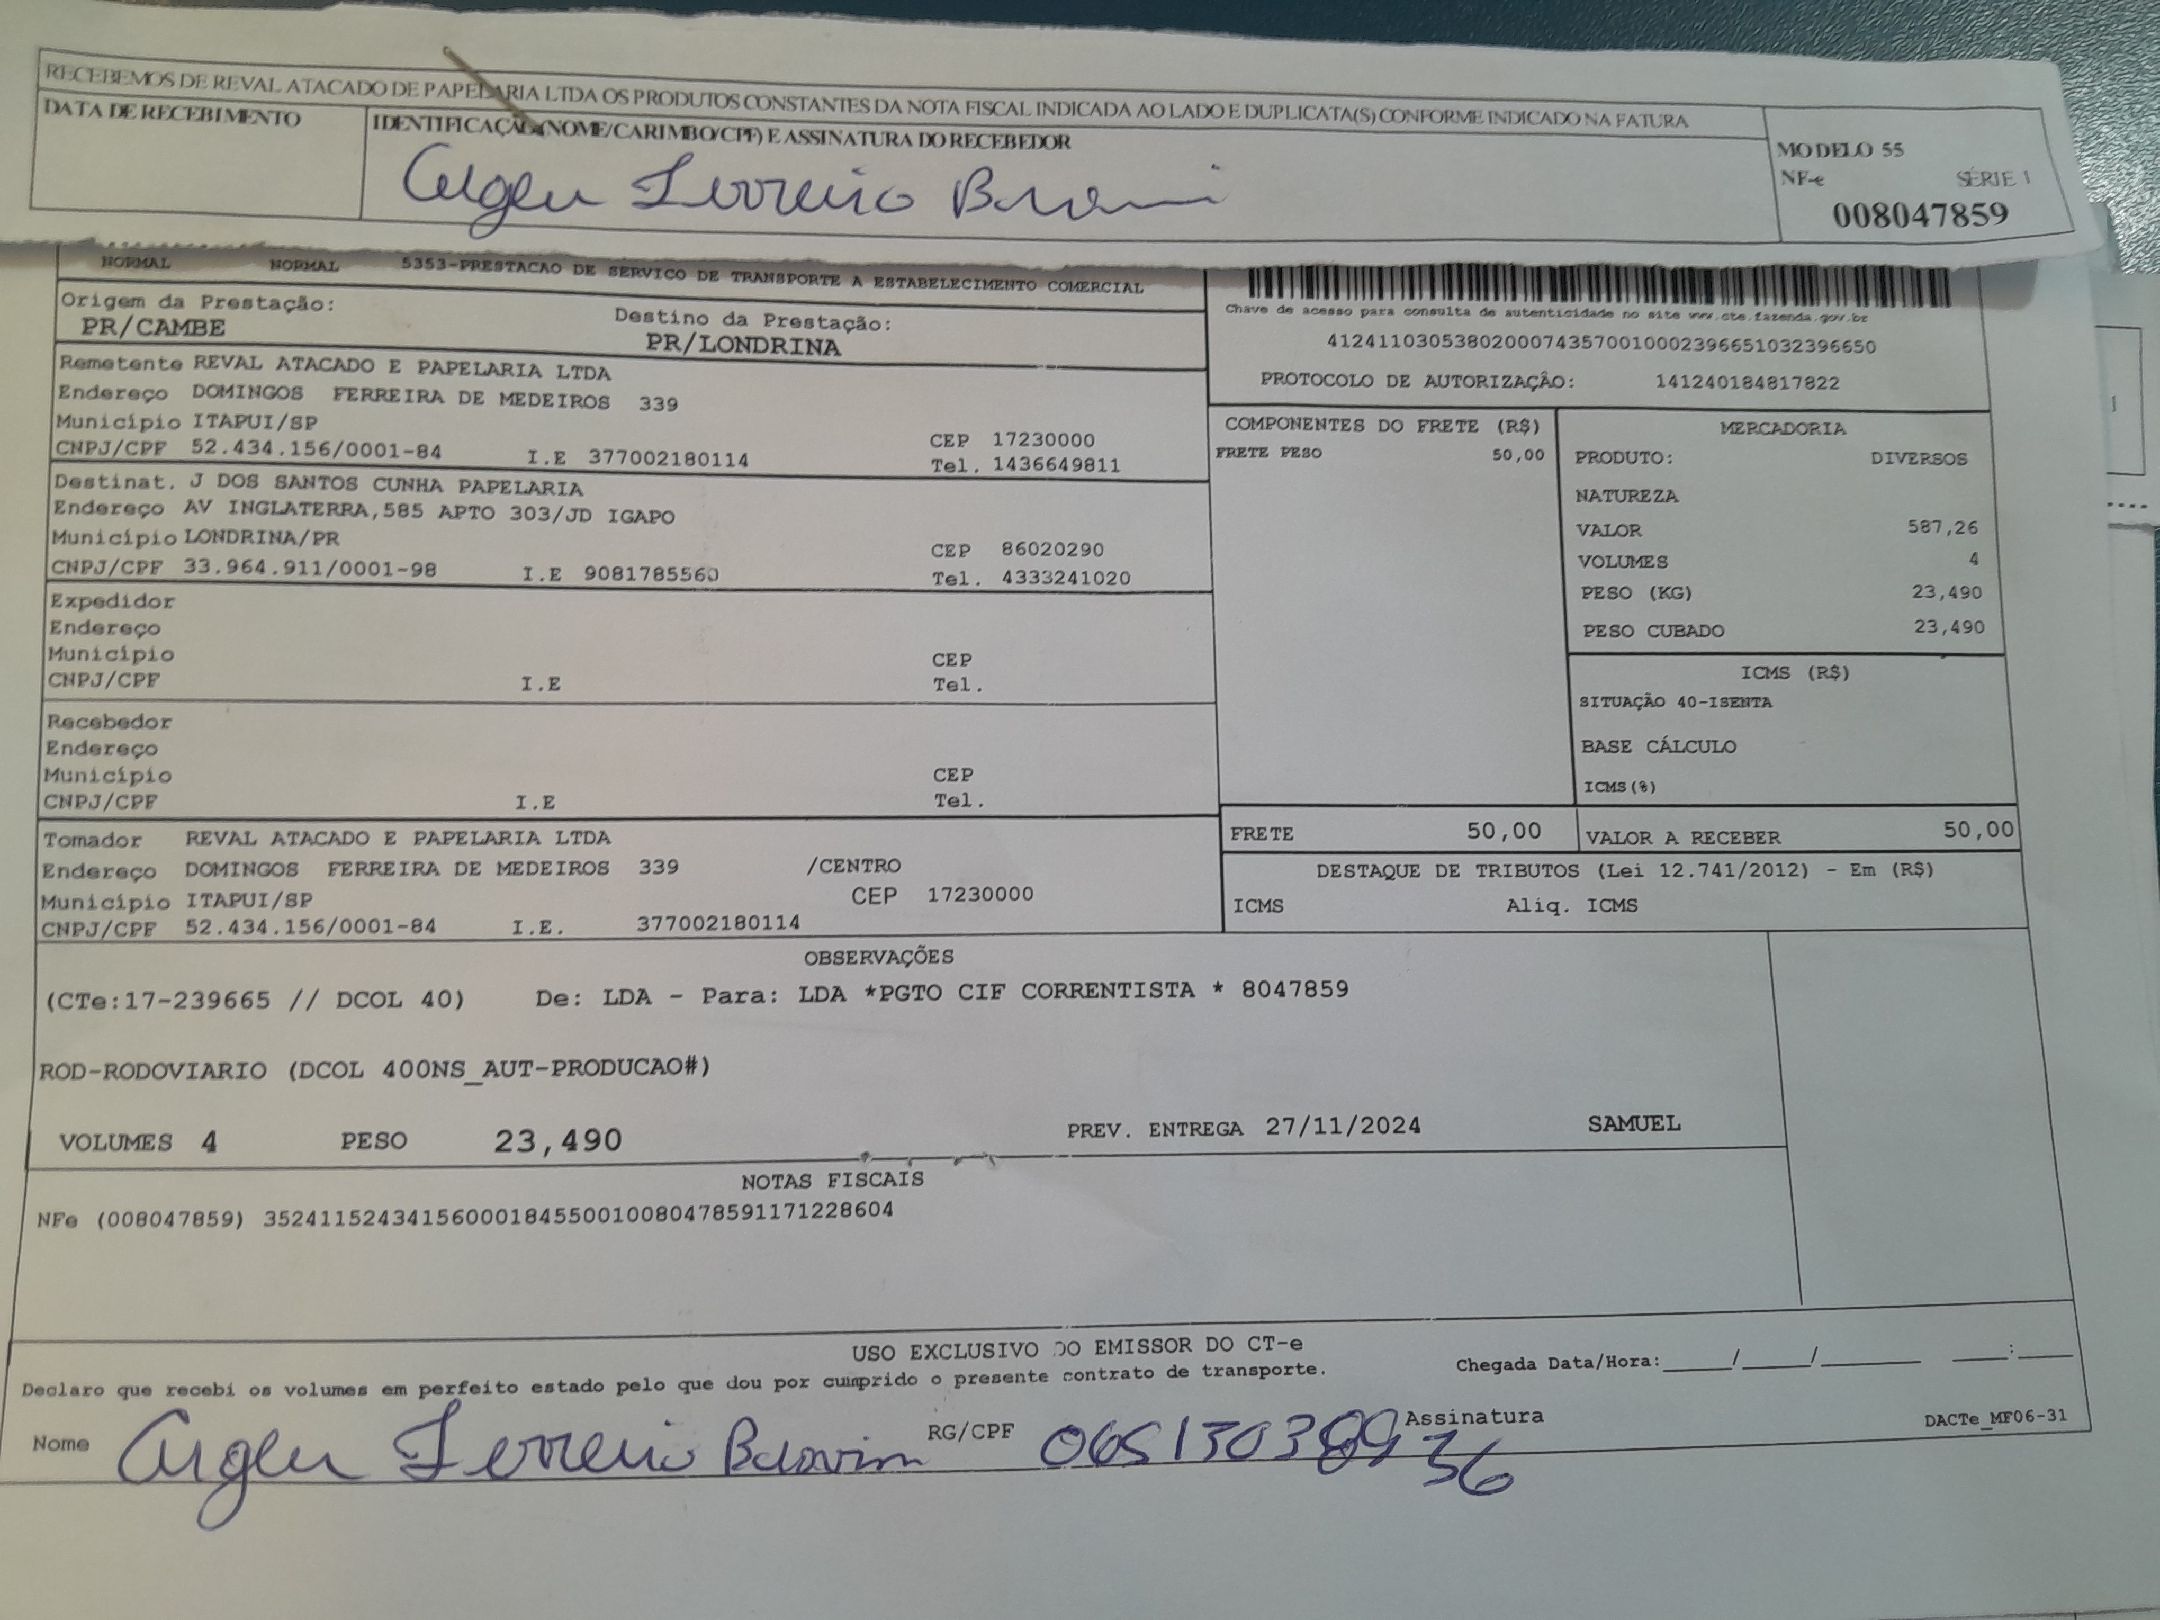 RECEBEMOS DE REVAL ATACADO DE PAPELARIA LTDA OS PRODUTOS CONSTANTES DA NOTA FISCAL INDICADA AO LADO E DUPLICATA(S) CONFORME INDICADO NA FATURA
DATA DE RECEBIMENTO
IDENTIFICAÇÃO (NOME/CARIMBO/CPF) E ASSINATURA DO RECEBEDOR
MODELO 55
NF-e SÉRIE 1
008047859
Ferreira
NORMAL NORMAL 5353-PRESTACAO DE SERVICO DE TRANSPORTE A ESTABELECIMENTO COMERCIAL
Origem da Prestação:
PR/CAMBE
Destino da Prestação:
PR/LONDRINA
Chave de acesso para consulta de autenticidade no site www.cte.fazenda.gov.br
41241103053802000743570010002396651032396650
PROTOCOLO DE AUTORIZAÇÃO: 141240184817822
Remetente REVAL ATACADO E PAPELARIA LTDA
Endereço DOMINGOS FERREIRA DE MEDEIROS 339
Município ITAPUI/SP CEP 17230000
CNPJ/CPF 52.434.156/0001-84 I.E 377002180114 Tel. 1436649811
Destinat. J DOS SANTOS CUNHA PAPELARIA
Endereço AV INGLATERRA,585 APTO 303/JD IGAPO
Município LONDRINA/PR CEP 86020290
CNPJ/CPF 33.964.911/0001-98 I.E 9081785560 Tel. 4333241020
Expedidor
Endereço
Município CEP
CNPJ/CPF I.E Tel.
Recebedor
Endereço
Município CEP
CNPJ/CPF I.E Tel.
Tomador REVAL ATACADO E PAPELARIA LTDA
Endereço DOMINGOS FERREIRA DE MEDEIROS 339 /CENTRO
Município ITAPUI/SP CEP 17230000
CNPJ/CPF 52.434.156/0001-84 I.E. 377002180114
COMPONENTES DO FRETE (R$)
FRETE PESO 50,00
MERCADORIA
PRODUTO: DIVERSOS
NATUREZA
VALOR 587,26
VOLUMES 4
PESO (KG) 23,490
PESO CUBADO 23,490
ICMS (R$)
SITUAÇÃO 40-ISENTA
BASE CÁLCULO
ICMS(%)
FRETE 50,00 VALOR A RECEBER 50,00
DESTAQUE DE TRIBUTOS (Lei 12.741/2012) - Em (R$)
ICMS Aliq. ICMS
OBSERVAÇÕES
(CTe:17-239665 // DCOL 40) De: LDA - Para: LDA *PGTO CIF CORRENTISTA * 8047859
ROD-RODOVIARIO (DCOL 400NS_AUT-PRODUCAO#)
VOLUMES 4 PESO 23,490 PREV. ENTREGA 27/11/2024 SAMUEL
NOTAS FISCAIS
NFe (008047859) 35241152434156000184550010080478591171228604
USO EXCLUSIVO DO EMISSOR DO CT-e
Declaro que recebi os volumes em perfeito estado pelo que dou por cumprido o presente contrato de transporte.
Chegada Data/Hora:_____/_____/_______ ____:____
Nome Ferreira RG/CPF Assinatura
DACTe_MF06-31